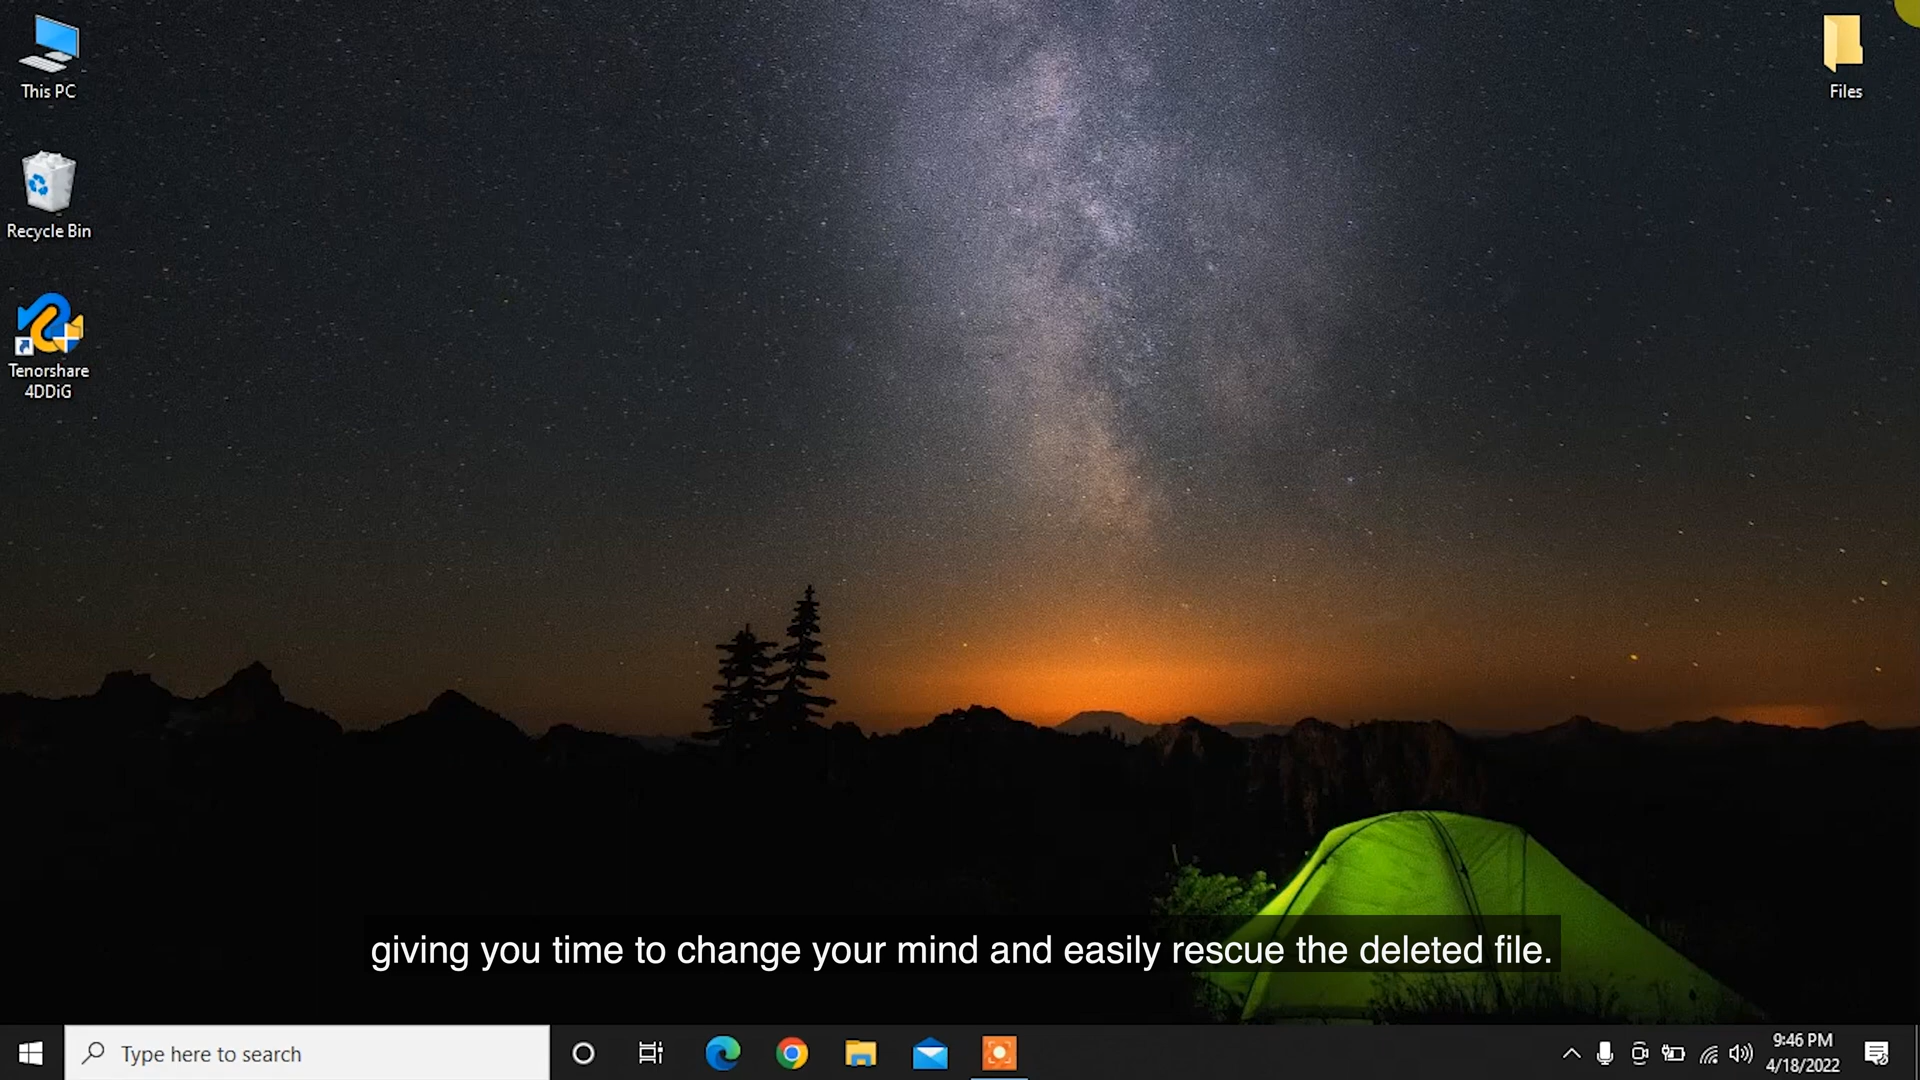 This PC
Files
Recycle Bin
Tenorshare
4DDiG
giving you time to change your mind and easily rescue the deleted file.
Type here to search
9:46 PM
4/18/2022